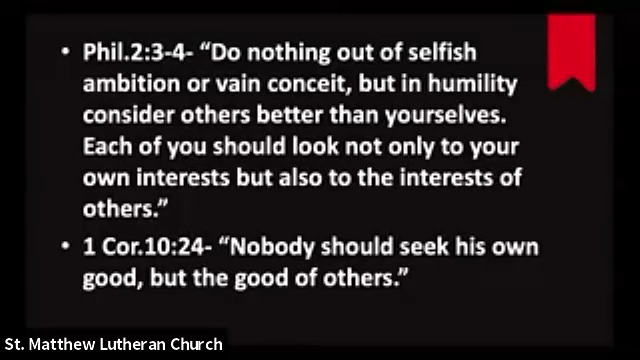 • Phil.2:3-4- “Do nothing out of selfish
ambition or vain conceit, but in humility
consider others better than yourselves.
Each of you should look not only to your
own interests but also to the interests of
others.”
• 1 Cor.10:24- “Nobody should seek his own
good, but the good of others.”
St. Matthew Lutheran Church